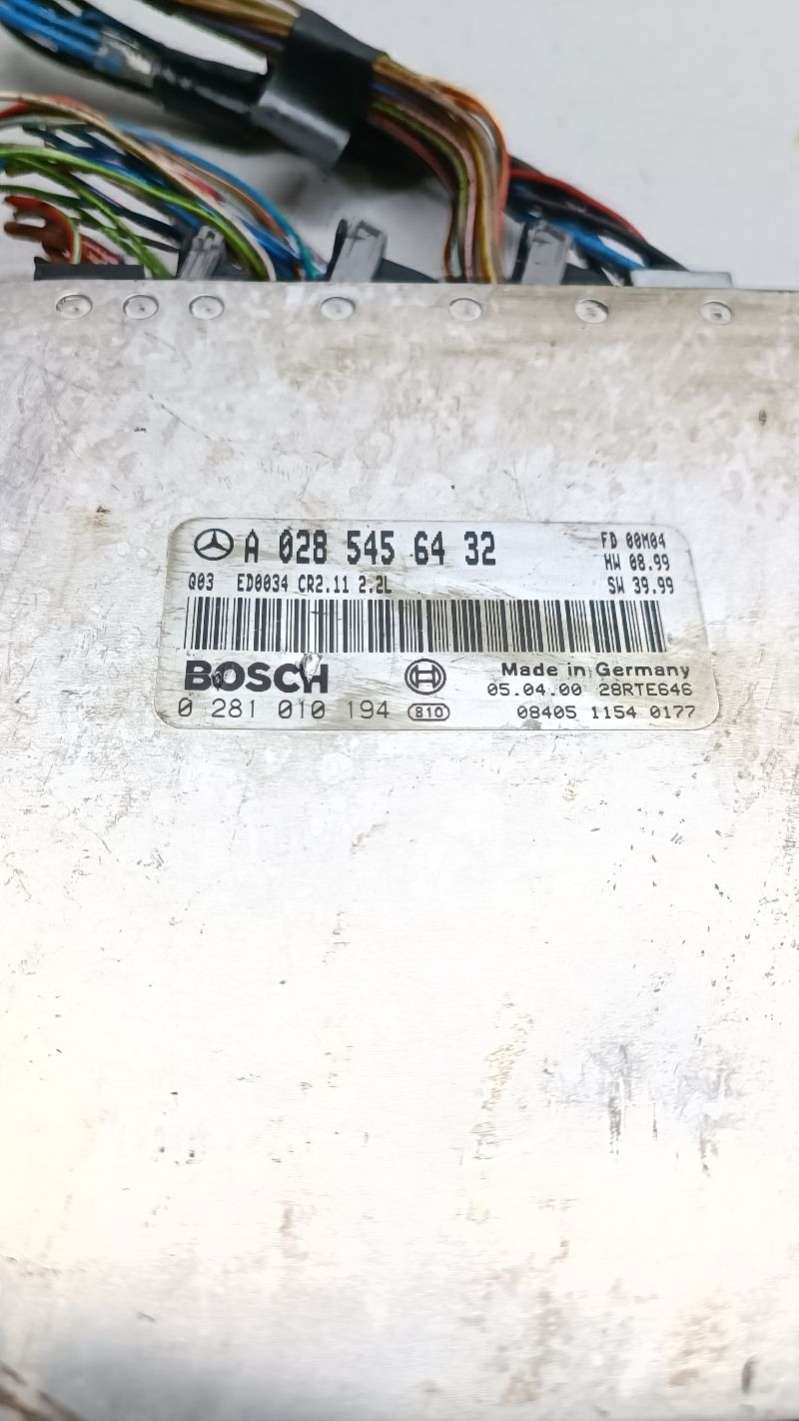 A 028 545 64 32
FD 00M04
HW 08.99
G03 ED0034 CR2.11 2.2L
SW 39.99
BOSCH
Made in Germany
05.04.00 28RTE646
0 281 010 194 810
08405 1154 0177